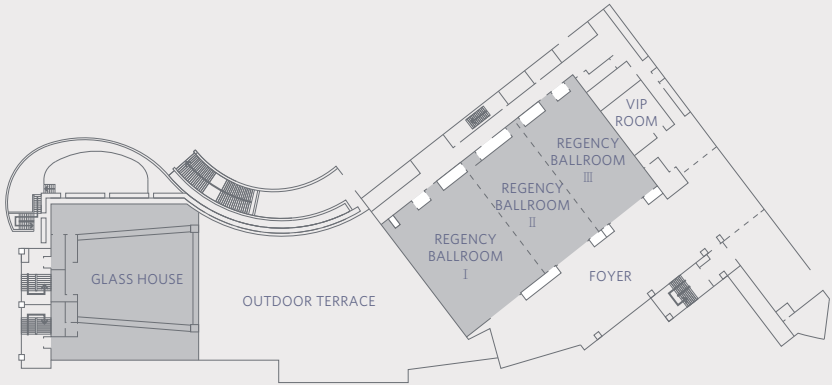 VIP
ROOM
REGENCY
BALLROOM
III
REGENCY
BALLROOM
II
REGENCY
BALLROOM
I
GLASS HOUSE
FOYER
OUTDOOR TERRACE